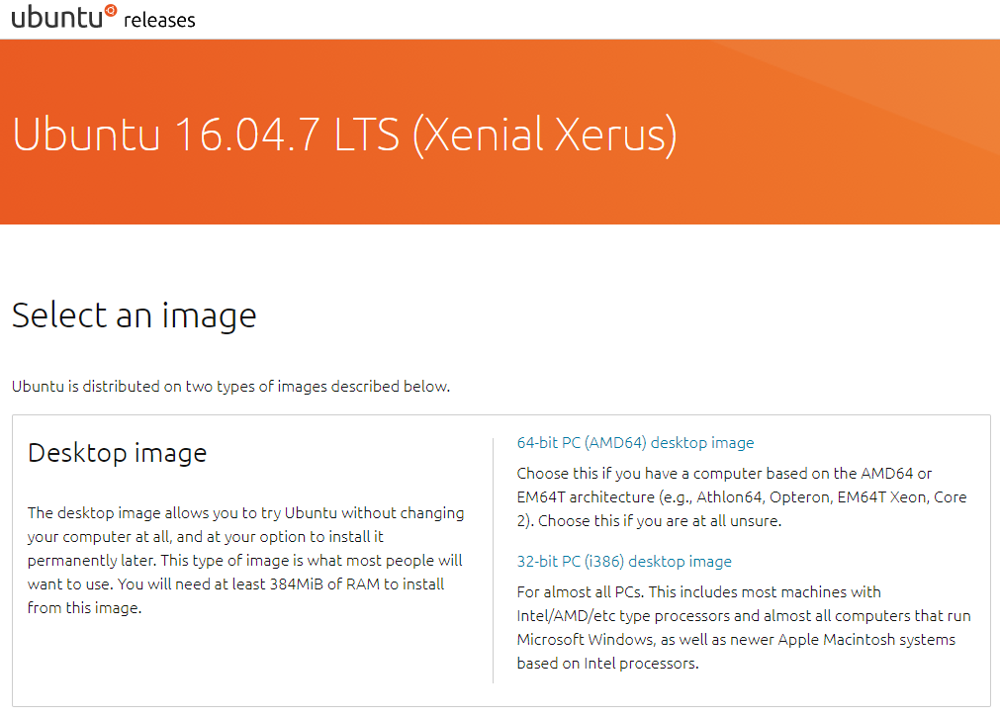 ubuntu releases
Ubuntu 16.04.7 LTS (Xenial Xerus)
Select an image
Ubuntu is distributed on two types of images described below.
Desktop image
The desktop image allows you to try Ubuntu without changing
your computer at all, and at your option to install it
permanently later. This type of image is what most people will
want to use. You will need at least 384MiB of RAM to install
from this image.
64-bit PC (AMD64) desktop image
Choose this if you have a computer based on the AMD64 or
EM64T architecture (e.g., Athlon64, Opteron, EM64T Xeon, Core
2). Choose this if you are at all unsure.
32-bit PC (i386) desktop image
For almost all PCs. This includes most machines with
Intel/AMD/etc type processors and almost all computers that run
Microsoft Windows, as well as newer Apple Macintosh systems
based on Intel processors.